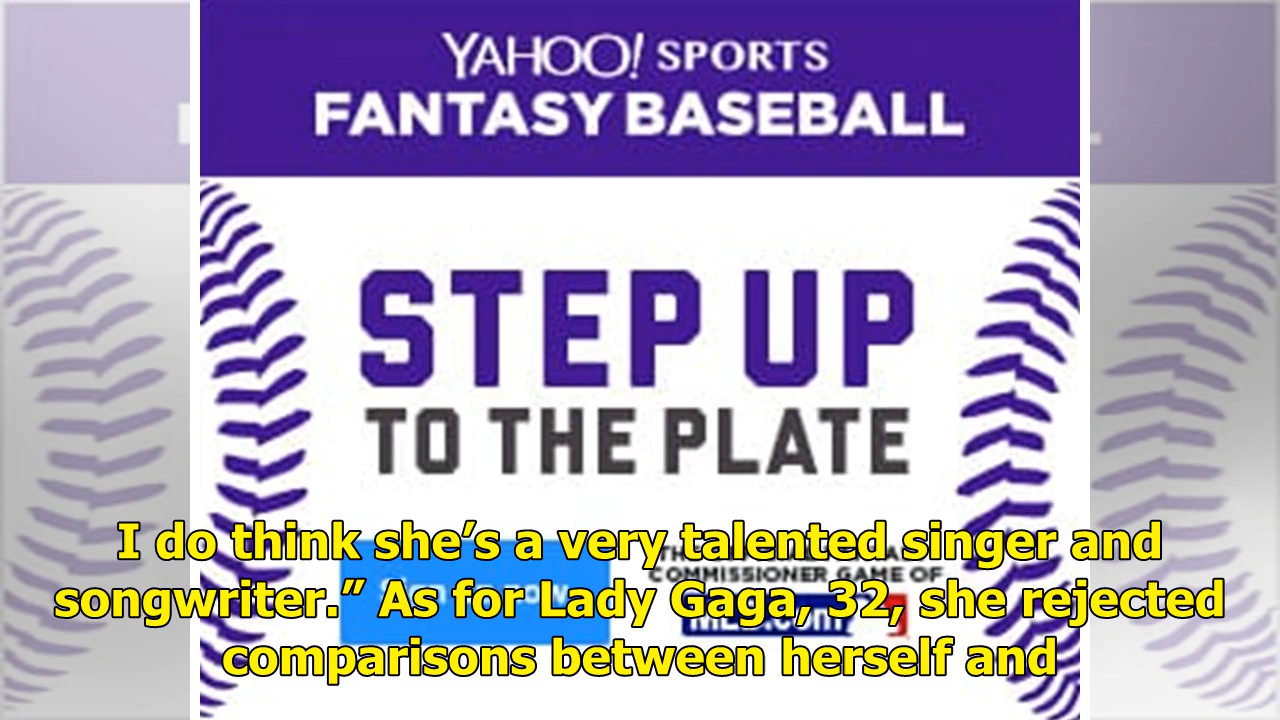 YAHOO! SPORTS
FANTASY BASEBALL
STEP UP
TO THE PLATE
COMMISSIONER GAME OF
I do think she’s a very talented singer and
songwriter.” As for Lady Gaga, 32, she rejected
comparisons between herself and